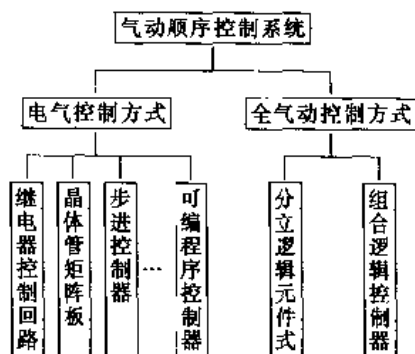 气动顺序控制系统
电气控制方式
全气动控制方式
继电器控制回路
晶体管矩阵板
步进控制器
…
可编程序控制器
分立逻辑元件式
组合逻辑控制器